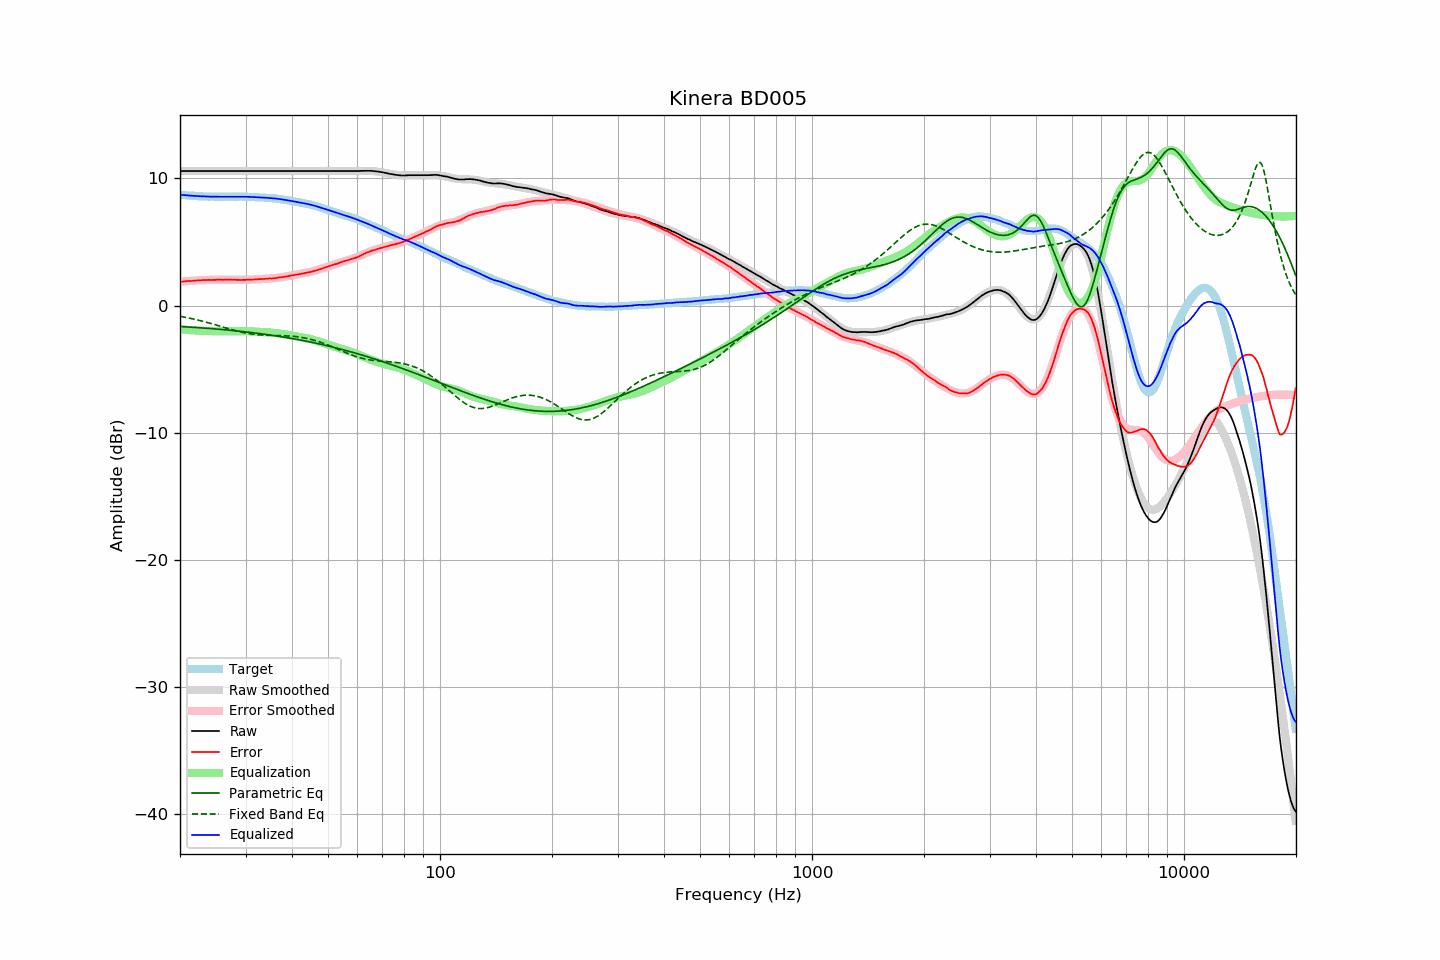 Kinera BD005
10
0
−10
−20
−30
−40
Amplitude (dBr)
100
1000
10000
Frequency (Hz)
Target
Raw Smoothed
Error Smoothed
Raw
Error
Equalization
Parametric Eq
Fixed Band Eq
Equalized